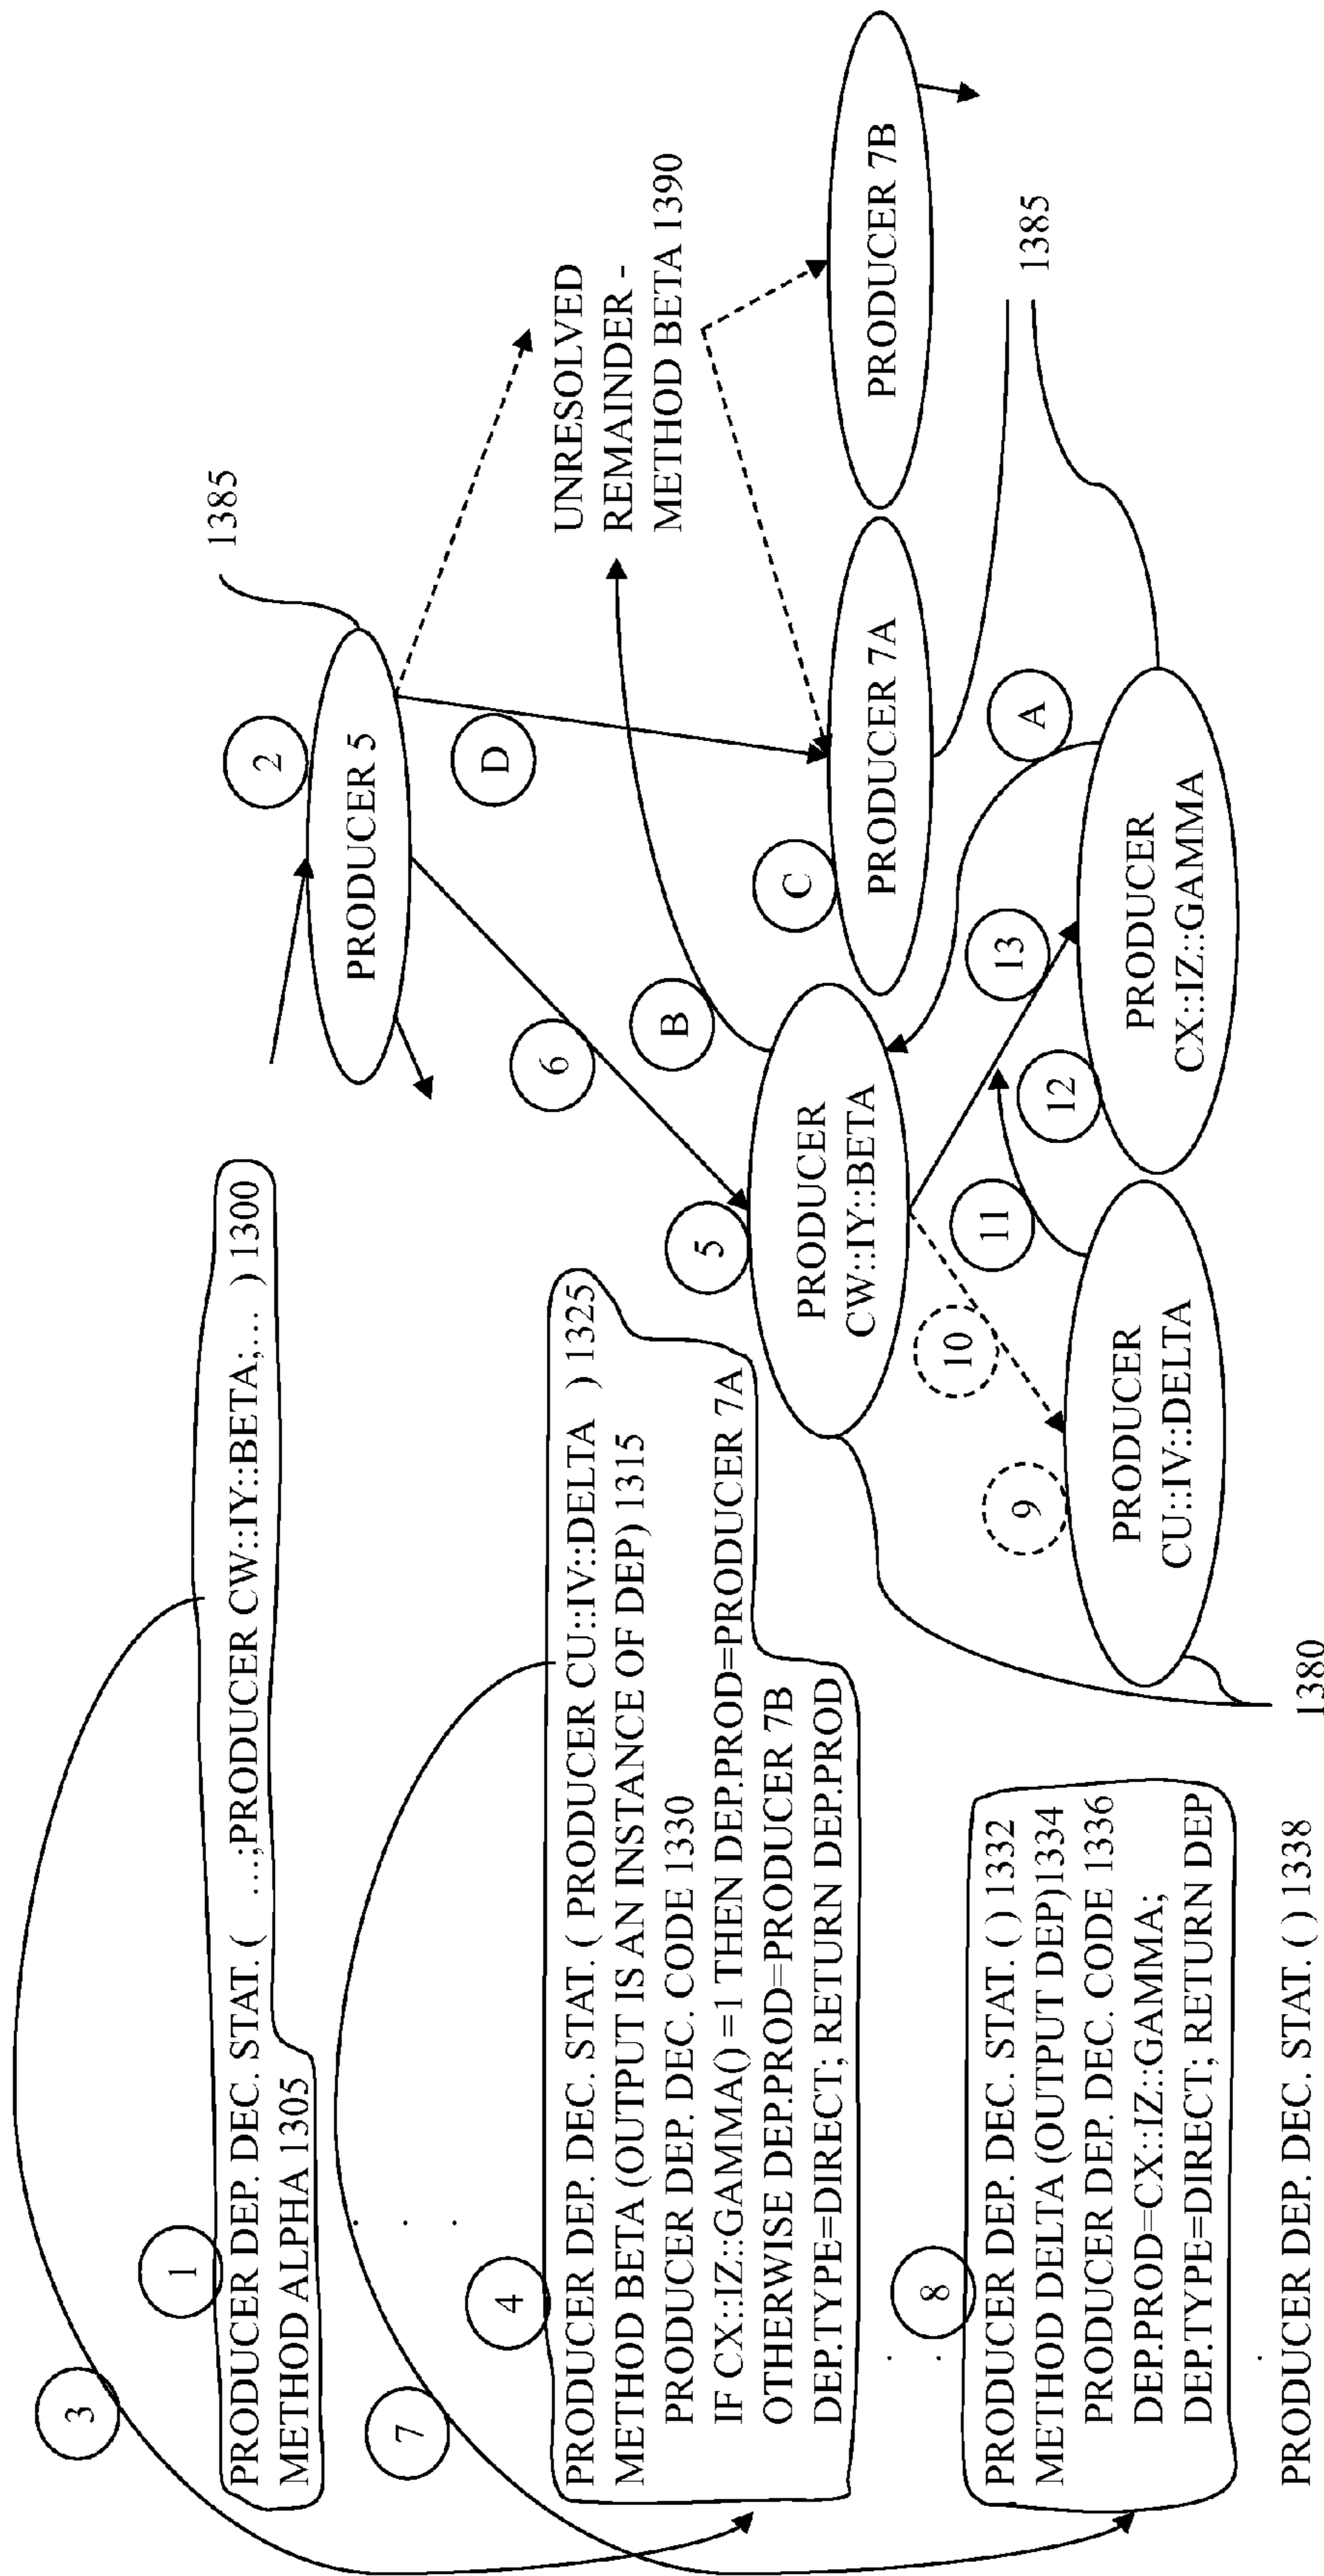 3
1
PRODUCER DEP. DEC. STAT. ( ...;PRODUCER CW::IY::BETA;... ) 1300
METHOD ALPHA 1305
7
4
PRODUCER DEP. DEC. STAT. ( PRODUCER CU::IV::DELTA ) 1325
METHOD BETA (OUTPUT IS AN INSTANCE OF DEP) 1315
PRODUCER DEP. DEC. CODE 1330
IF CX::IZ::GAMMA() =1 THEN DEP.PROD=PRODUCER 7A
OTHERWISE DEP.PROD=PRODUCER 7B
DEP.TYPE=DIRECT; RETURN DEP.PROD
8
PRODUCER DEP. DEC. STAT. ( ) 1332
METHOD DELTA (OUTPUT DEP)1334
PRODUCER DEP. DEC. CODE 1336
DEP.PROD=CX::IZ::GAMMA;
DEP.TYPE=DIRECT; RETURN DEP
PRODUCER DEP. DEC. STAT. ( ) 1338
2
1385
PRODUCER 5
6
D
B
UNRESOLVED
REMAINDER -
METHOD BETA 1390
5
PRODUCER
CW::IY::BETA
C
PRODUCER 7A
PRODUCER 7B
10
11
13
A
1385
9
PRODUCER
CU::IV::DELTA
12
PRODUCER
CX::IZ::GAMMA
1380